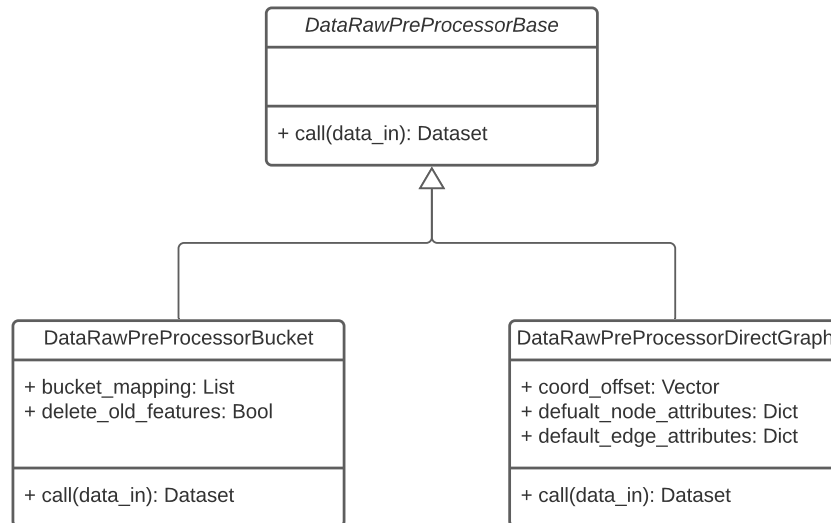 DataRawPreProcessorBase
+ call(data_in): Dataset
DataRawPreProcessorBucket
+ bucket_mapping: List
+ delete_old_features: Bool
+ call(data_in): Dataset
DataRawPreProcessorDirectGraph
+ coord_offset: Vector
+ defualt_node_attributes: Dict
+ default_edge_attributes: Dict
+ call(data_in): Dataset